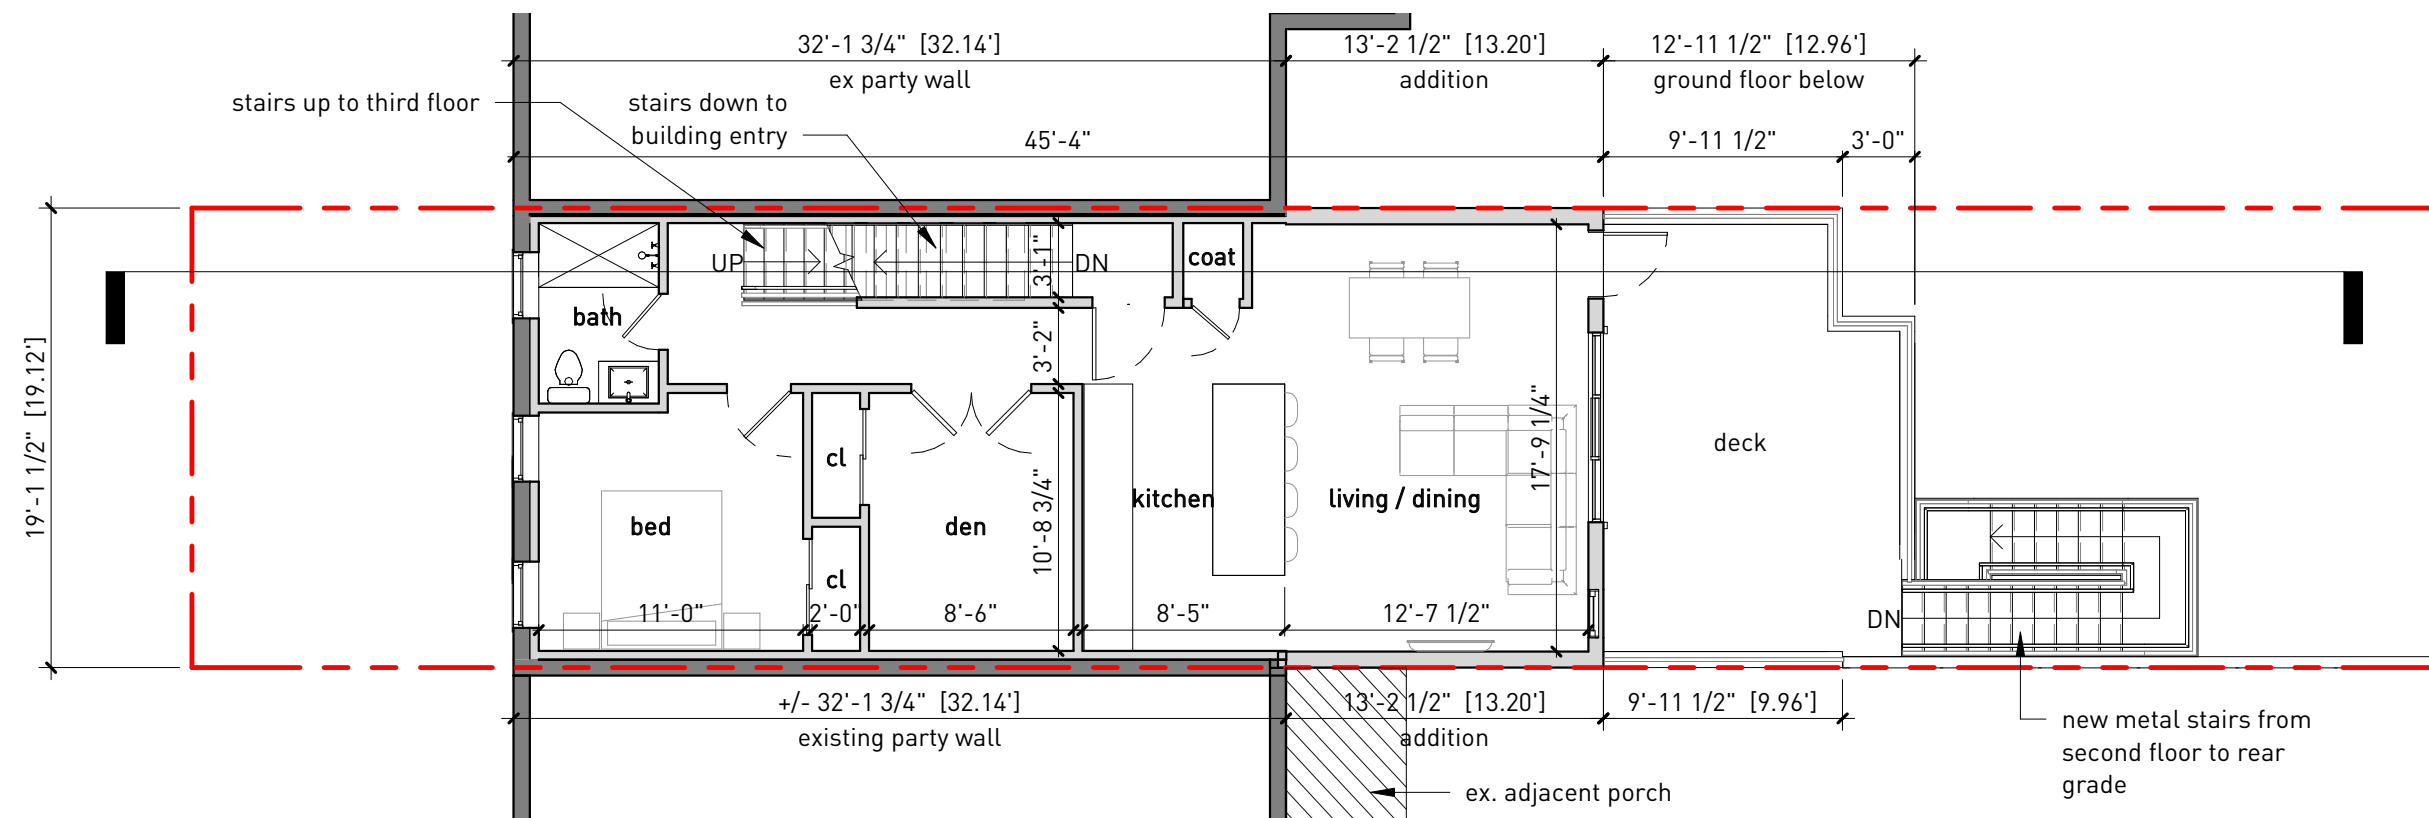 32'-1 3/4" [32.14']
ex party wall
13'-2 1/2" [13.20']
addition
12'-11 1/2" [12.96']
ground floor below
stairs up to third floor
stairs down to
building entry
45'-4"
9'-11 1/2"
3'-0"
19'-1 1/2" [19.12']
UP
DN
3'-1"
coat
bath
3'-2"
17'-9 1/4"
deck
cl
bed
den
10'-8 3/4"
kitchen
living / dining
cl
11'-0"
2'-0"
8'-6"
8'-5"
12'-7 1/2"
DN
+/- 32'-1 3/4" [32.14']
existing party wall
13'-2 1/2" [13.20']
addition
9'-11 1/2" [9.96']
new metal stairs from
second floor to rear
grade
ex. adjacent porch